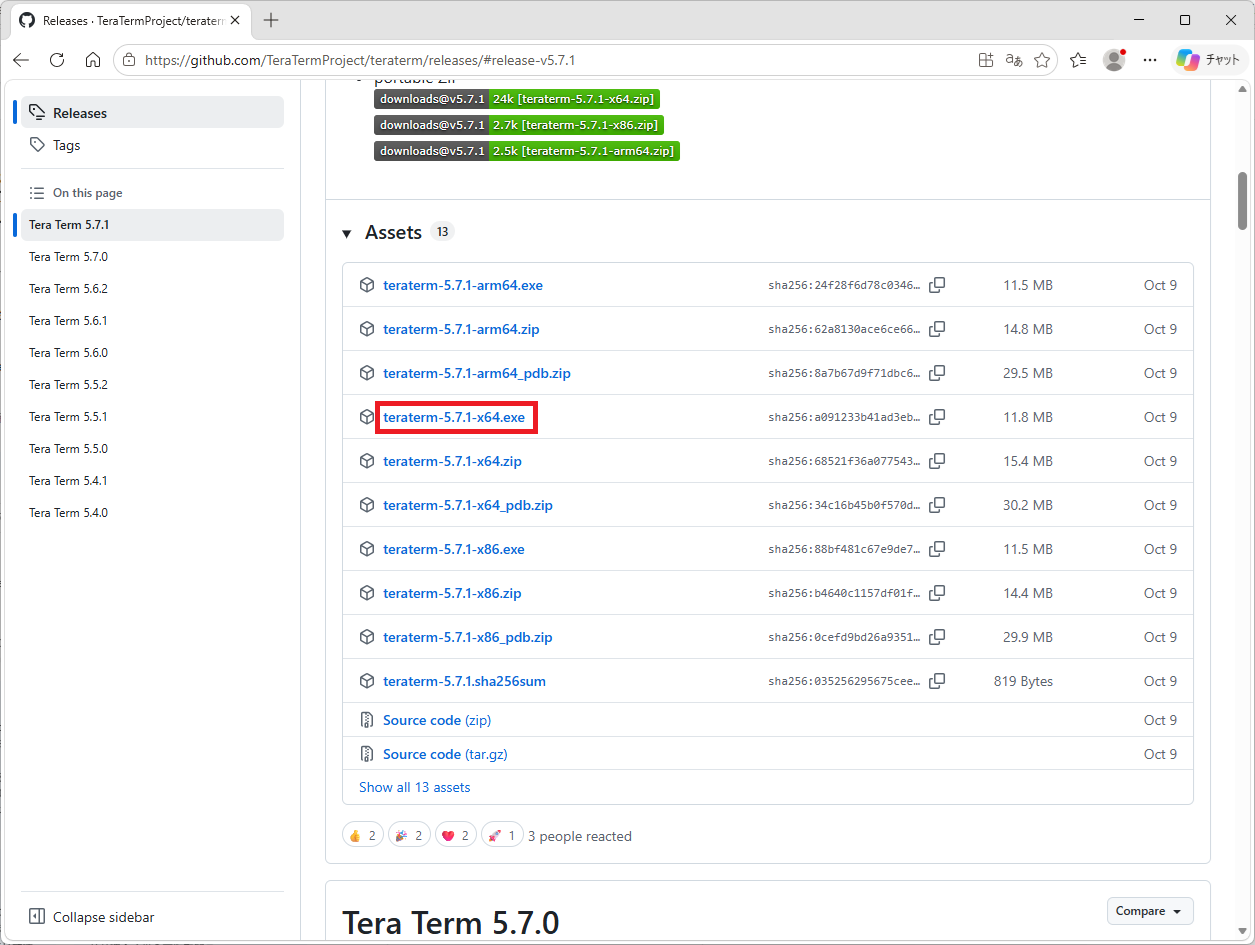 Releases · TeraTermProject/teraterm
https://github.com/TeraTermProject/teraterm/releases/#release-v5.7.1
チャット
Releases
Tags
On this page
Tera Term 5.7.1
Tera Term 5.7.0
Tera Term 5.6.2
Tera Term 5.6.1
Tera Term 5.6.0
Tera Term 5.5.2
Tera Term 5.5.1
Tera Term 5.5.0
Tera Term 5.4.1
Tera Term 5.4.0
Collapse sidebar
portable Zip
downloads@v5.7.1 24k [teraterm-5.7.1-x64.zip]
downloads@v5.7.1 2.7k [teraterm-5.7.1-x86.zip]
downloads@v5.7.1 2.5k [teraterm-5.7.1-arm64.zip]
Assets 13
teraterm-5.7.1-arm64.exe sha256:24f28f6d78c0346… 11.5 MB Oct 9
teraterm-5.7.1-arm64.zip sha256:62a8130ace6ce66… 14.8 MB Oct 9
teraterm-5.7.1-arm64_pdb.zip sha256:8a7b67d9f71dbc6… 29.5 MB Oct 9
teraterm-5.7.1-x64.exe sha256:a091233b41ad3eb… 11.8 MB Oct 9
teraterm-5.7.1-x64.zip sha256:68521f36a077543… 15.4 MB Oct 9
teraterm-5.7.1-x64_pdb.zip sha256:34c16b45b0f570d… 30.2 MB Oct 9
teraterm-5.7.1-x86.exe sha256:88bf481c67e9de7… 11.5 MB Oct 9
teraterm-5.7.1-x86.zip sha256:b4640c1157df01f… 14.4 MB Oct 9
teraterm-5.7.1-x86_pdb.zip sha256:0cefd9bd26a9351… 29.9 MB Oct 9
teraterm-5.7.1.sha256sum sha256:035256295675cee… 819 Bytes Oct 9
Source code (zip) Oct 9
Source code (tar.gz) Oct 9
Show all 13 assets
👍 2 🎉 2 ❤️ 2 🚀 1 3 people reacted
Tera Term 5.7.0 Compare